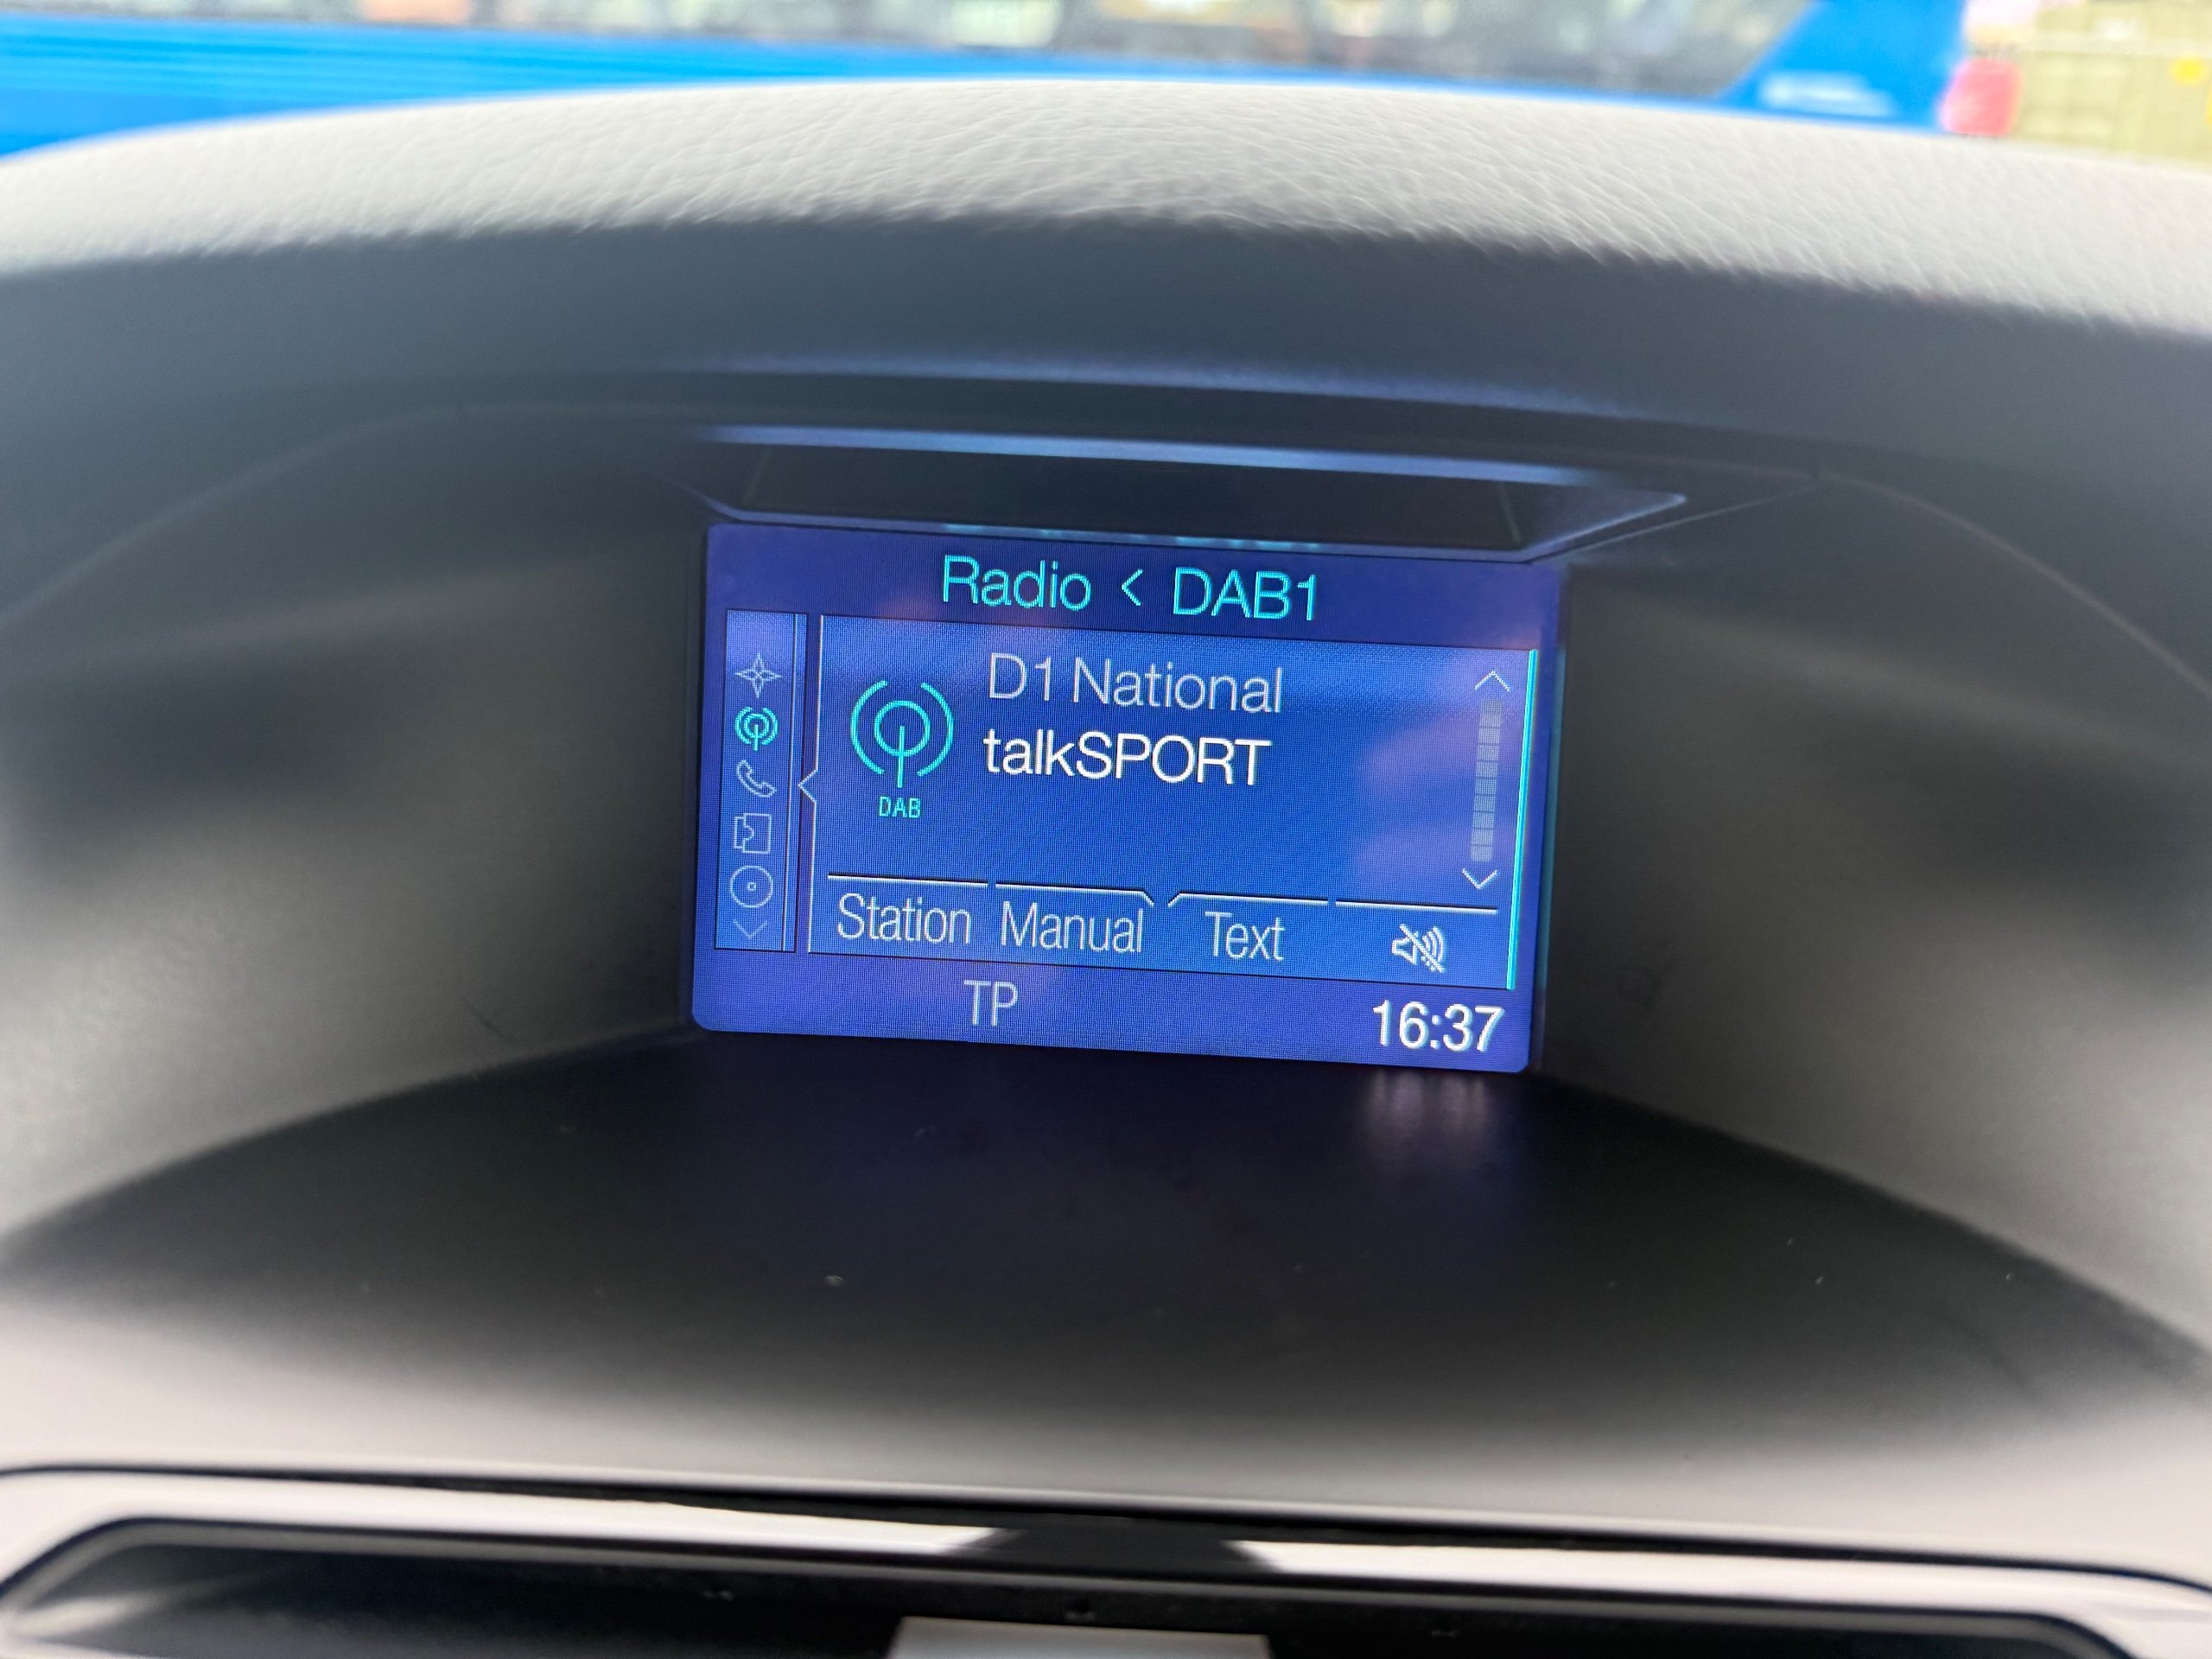 Radio < DAB1
D1 National
talkSPORT
DAB
Station Manual Text
TP 16:37